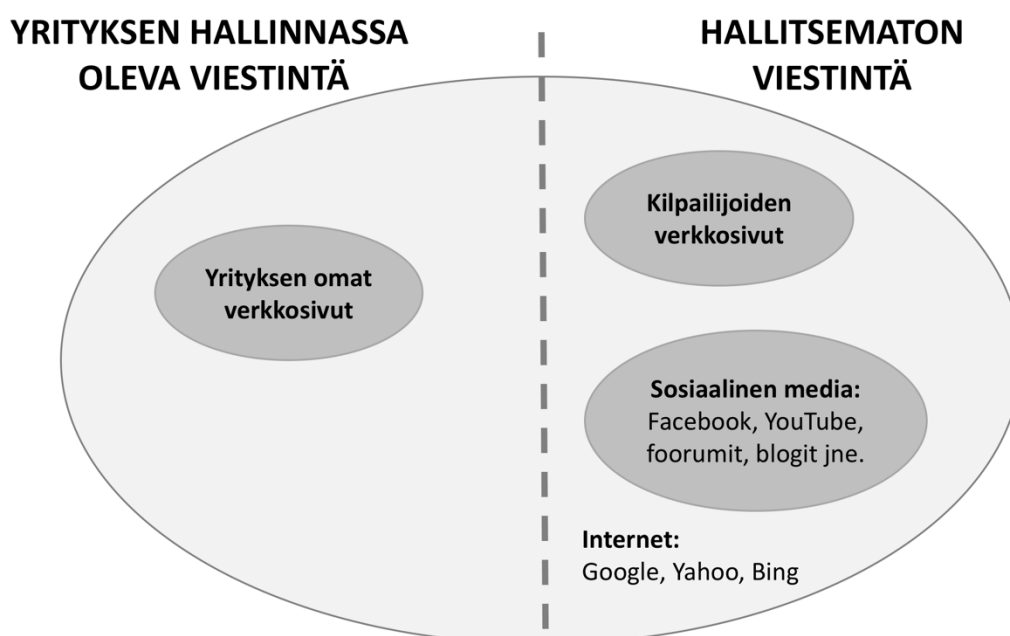 YRITYKSEN HALLINNASSA
OLEVA VIESTINTÄ
HALLITSEMATON
VIESTINTÄ
Yrityksen omat
verkkosivut
Kilpailijoiden
verkkosivut
Sosiaalinen media:
Facebook, YouTube,
foorumit, blogit jne.
Internet:
Google, Yahoo, Bing